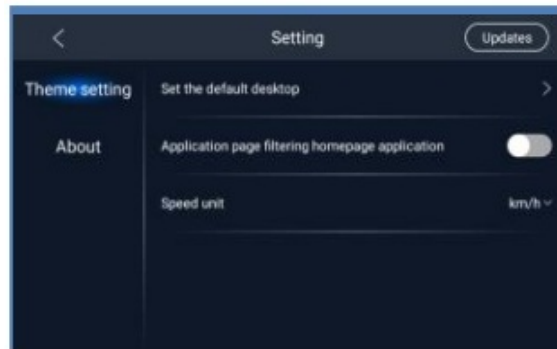 Setting
Updates
Theme setting
Set the default desktop
About
Application page filtering homepage application
Speed unit
km/h